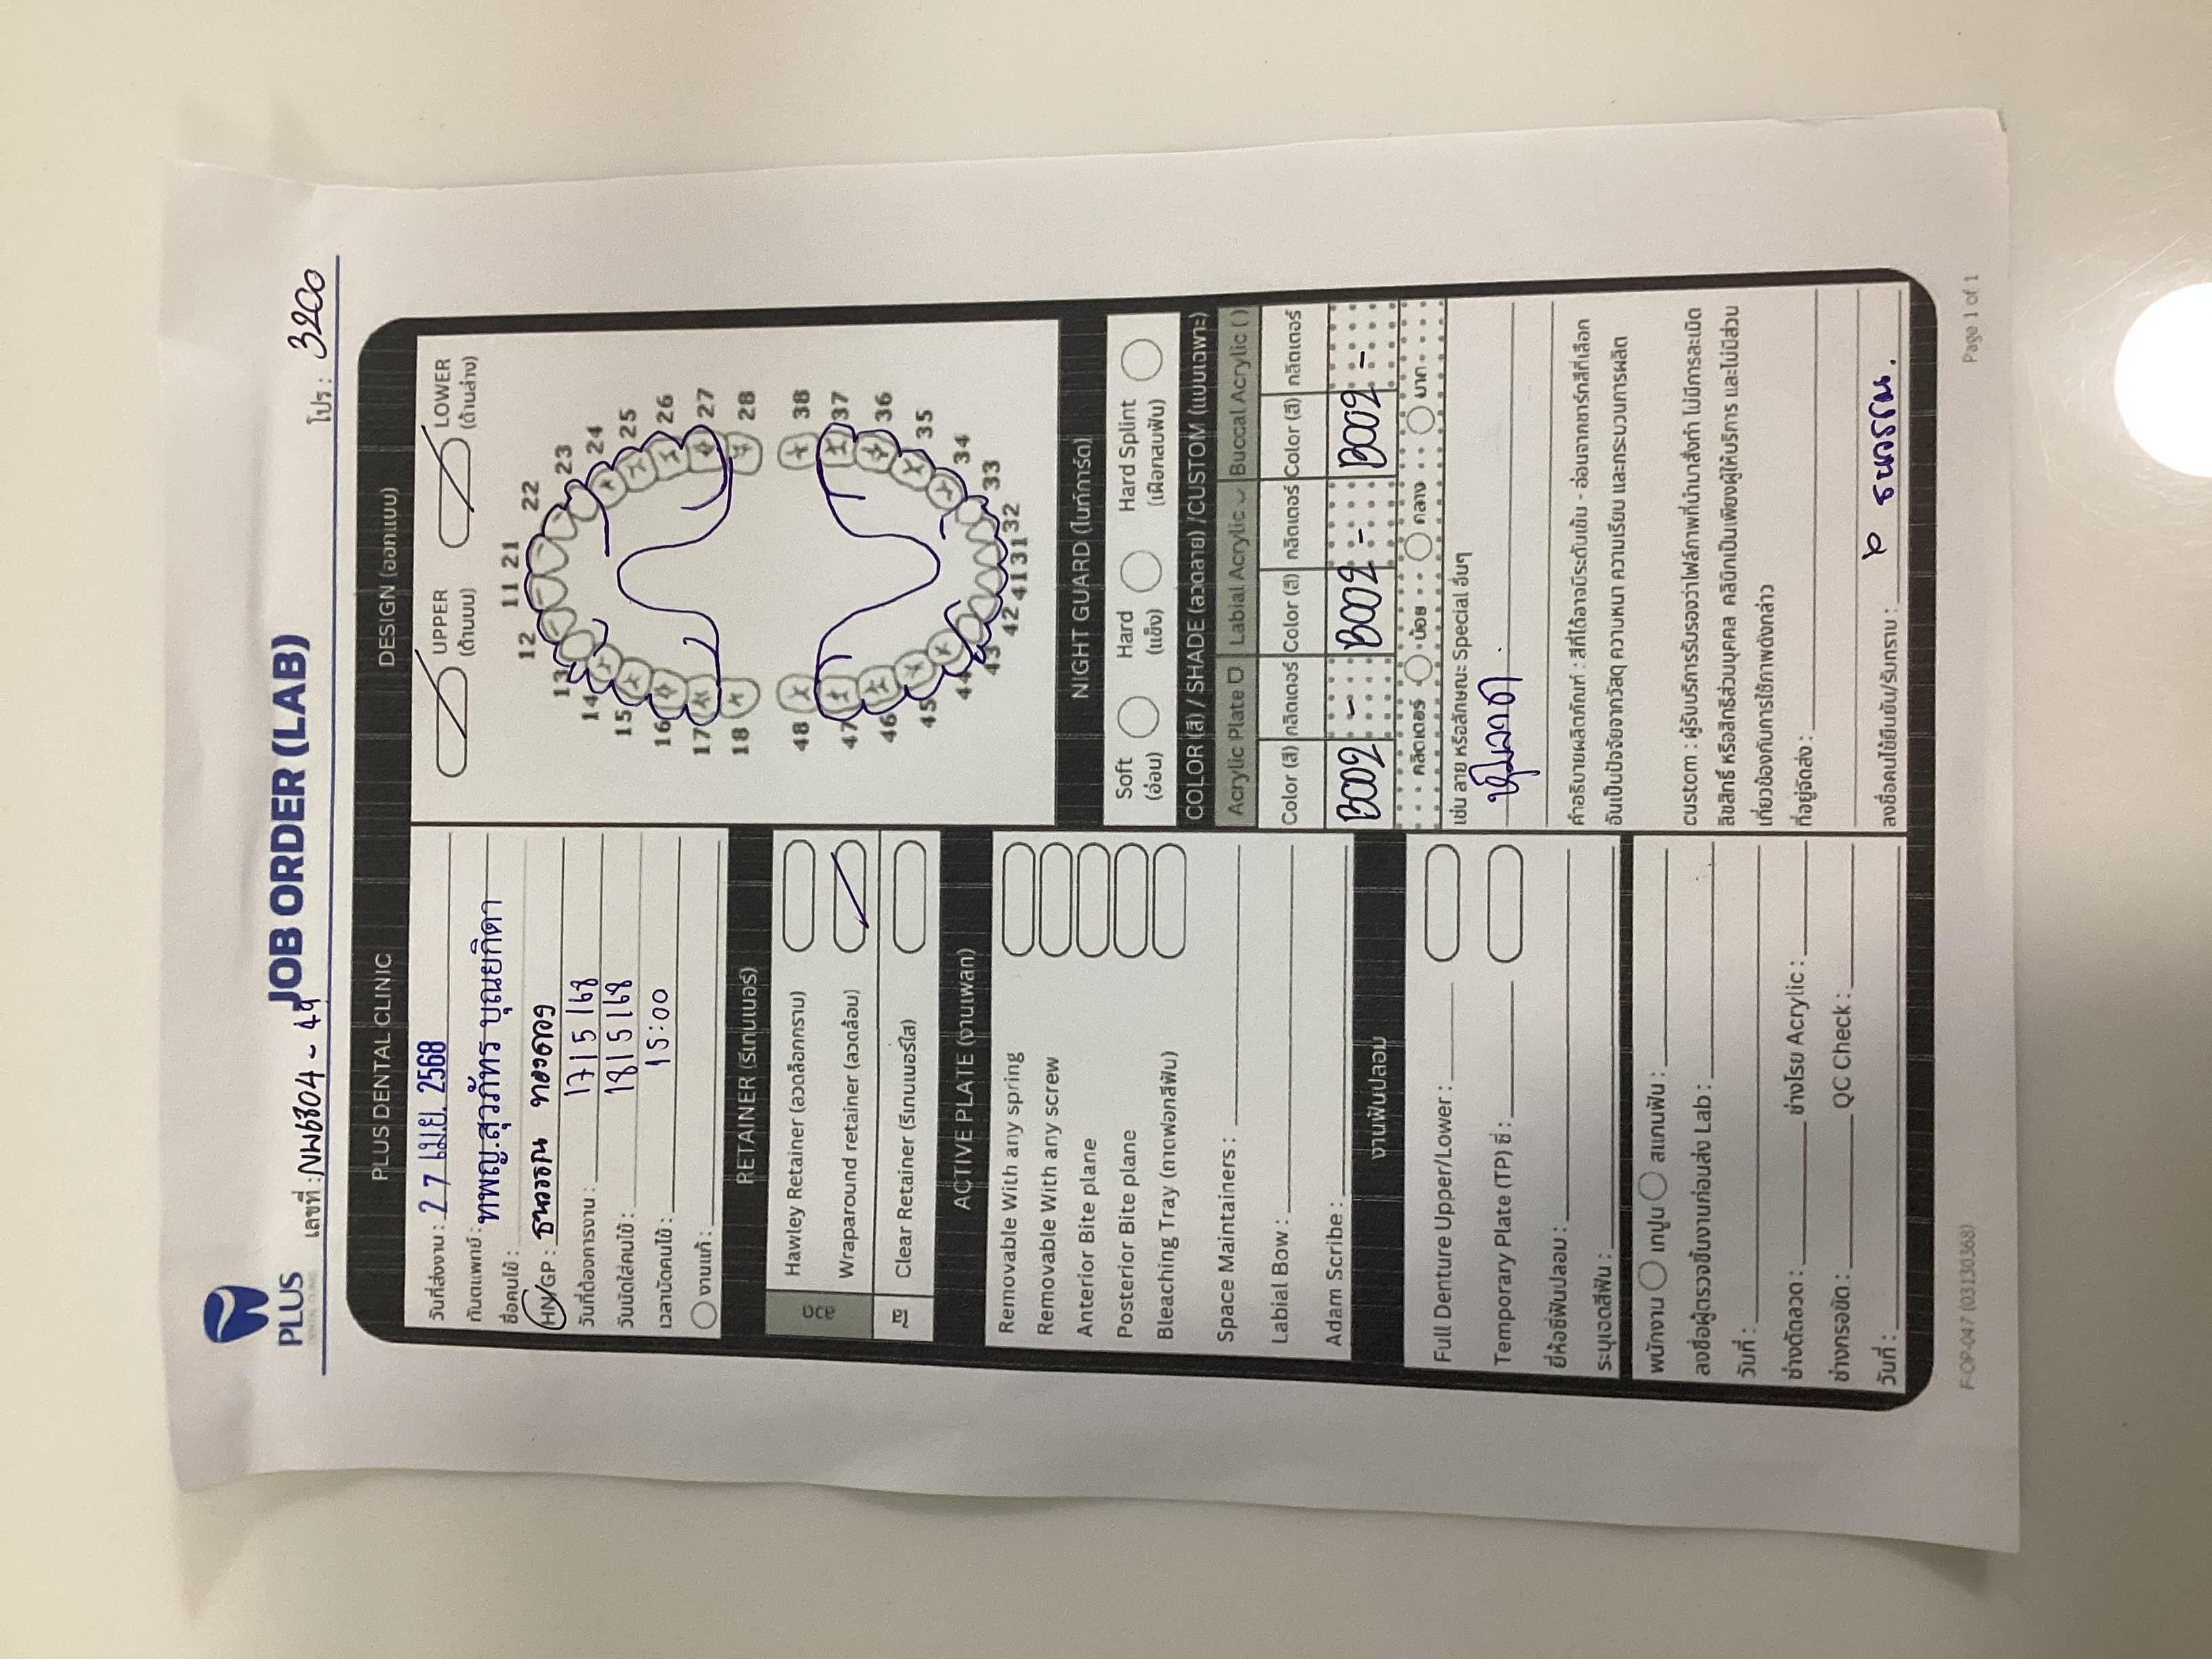 PLUS
DENTAL CLINIC
JOB ORDER (LAB)
เลขที่ : NW6804 - 49
โปร : 3200
PLUS DENTAL CLINIC
วันที่ส่งงาน : 27 เม.ย. 2568
ทันตแพทย์ : ทพญ.สุวภัทร บุณยกิดา
ชื่อคนไข้ :
HN/GP : ธนวรรณ ทองดวง
วันที่ต้องการงาน : 17/5/68
วันนัดใส่คนไข้ : 18/5/68
เวลานัดคนไข้ : 15:00
งานแก้ :
RETAINER (รีเทนเนอร์)
ลวด
Hawley Retainer (ลวดล็อกกราม)
Wraparound retainer (ลวดล้อม)
ใส
Clear Retainer (รีเทนเนอร์ใส)
ACTIVE PLATE (งานเพลท)
Removable With any spring
Removable With any screw
Anterior Bite plane
Posterior Bite plane
Bleaching Tray (ถาดฟอกสีฟัน)
Space Maintainers :
Labial Bow :
Adam Scribe :
งานฟันปลอม
Full Denture Upper/Lower :
Temporary Plate (TP) ซี่ :
ยี่ห้อซี่ฟันปลอม :
ระบุเฉดสีฟัน :
พนักงาน เทปูน สแกนฟัน :
ลงชื่อผู้ตรวจชิ้นงานก่อนส่ง Lab :
วันที่ :
ช่างดัดลวด : ช่างโรย Acrylic :
ช่างกรอขัด : QC Check :
วันที่ :
DESIGN (ออกแบบ)
UPPER LOWER
(ด้านบน) (ด้านล่าง)
11 21
12 22
13 23
14 24
15 25
16 26
17 27
18 28
48 38
47 37
46 36
45 35
44 34
43 33
42 41 31 32
NIGHT GUARD (ไนท์การ์ด)
Soft Hard Hard Splint
(อ่อน) (แข็ง) (เฝือกสบฟัน)
COLOR (สี) / SHADE (ลวดลาย) /CUSTOM (แบบเฉพาะ)
Acrylic Plate Labial Acrylic Buccal Acrylic ( )
Color (สี) กลิตเตอร์ Color (สี) กลิตเตอร์ Color (สี) กลิตเตอร์
B002 - B002 - B002 -
กลิตเตอร์ น้อย กลาง มาก
เช่น ลาย หรือลักษณะ Special อื่นๆ
คำอธิบายผลิตภัณฑ์ : สีที่ได้อาจมีระดับเข้ม - อ่อนจากชาร์ทสีที่เลือก
อันเป็นปัจจัยจากวัสดุ ความหนา ความเรียบ และกระบวนการผลิต
custom : ผู้รับบริการรับรองว่าไฟล์ภาพที่นำมาสั่งทำ ไม่มีการละเมิด
ลิขสิทธิ์ หรือสิทธิส่วนบุคคล คลินิกเป็นเพียงผู้ให้บริการ และไม่มีส่วน
เกี่ยวข้องกับการใช้ภาพดังกล่าว
ที่อยู่จัดส่ง :
ลงชื่อคนไข้ยืนยัน/รับทราบ : ธนวรรณ.
F-OP-047 (03130368)
Page 1 of 1